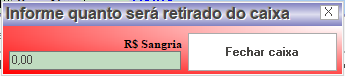 Informe quanto será retirado do caixa
R$ Sangria
0,00
Fechar caixa